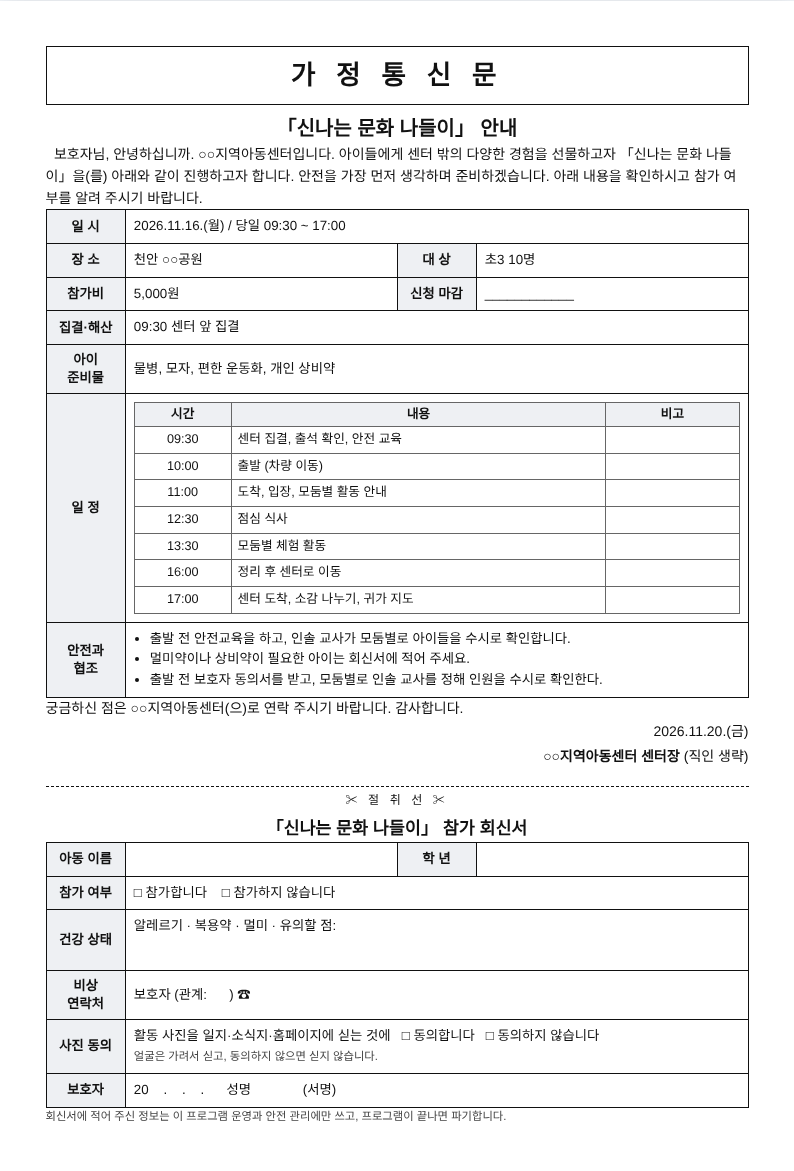 가 정 통 신 문
「신나는 문화 나들이」 안내
보호자님, 안녕하십니까. ○○지역아동센터입니다. 아이들에게 센터 밖의 다양한 경험을 선물하고자 「신나는 문화 나들
이」을(를) 아래와 같이 진행하고자 합니다. 안전을 가장 먼저 생각하며 준비하겠습니다. 아래 내용을 확인하시고 참가 여
부를 알려 주시기 바랍니다.
일 시 2026.11.16.(월) / 당일 09:30 ~ 17:00
장 소 천안 ○○공원 대 상 초3 10명
참가비 5,000원 신청 마감 ____________
집결·해산 09:30 센터 앞 집결
아이
준비물 물병, 모자, 편한 운동화, 개인 상비약
일 정
시간 내용 비고
09:30 센터 집결, 출석 확인, 안전 교육
10:00 출발 (차량 이동)
11:00 도착, 입장, 모둠별 활동 안내
12:30 점심 식사
13:30 모둠별 체험 활동
16:00 정리 후 센터로 이동
17:00 센터 도착, 소감 나누기, 귀가 지도
안전과
협조
• 출발 전 안전교육을 하고, 인솔 교사가 모둠별로 아이들을 수시로 확인합니다.
• 멀미약이나 상비약이 필요한 아이는 회신서에 적어 주세요.
• 출발 전 보호자 동의서를 받고, 모둠별로 인솔 교사를 정해 인원을 수시로 확인한다.
궁금하신 점은 ○○지역아동센터(으)로 연락 주시기 바랍니다. 감사합니다.
2026.11.20.(금)
○○지역아동센터 센터장 (직인 생략)
✂ 절 취 선 ✂
「신나는 문화 나들이」 참가 회신서
아동 이름 학 년
참가 여부 □ 참가합니다 □ 참가하지 않습니다
건강 상태 알레르기 · 복용약 · 멀미 · 유의할 점:
비상
연락처 보호자 (관계: ) ☎
사진 동의 활동 사진을 일지·소식지·홈페이지에 싣는 것에 □ 동의합니다 □ 동의하지 않습니다
얼굴은 가려서 싣고, 동의하지 않으면 싣지 않습니다.
보호자 20 . . . 성명 (서명)
회신서에 적어 주신 정보는 이 프로그램 운영과 안전 관리에만 쓰고, 프로그램이 끝나면 파기합니다.